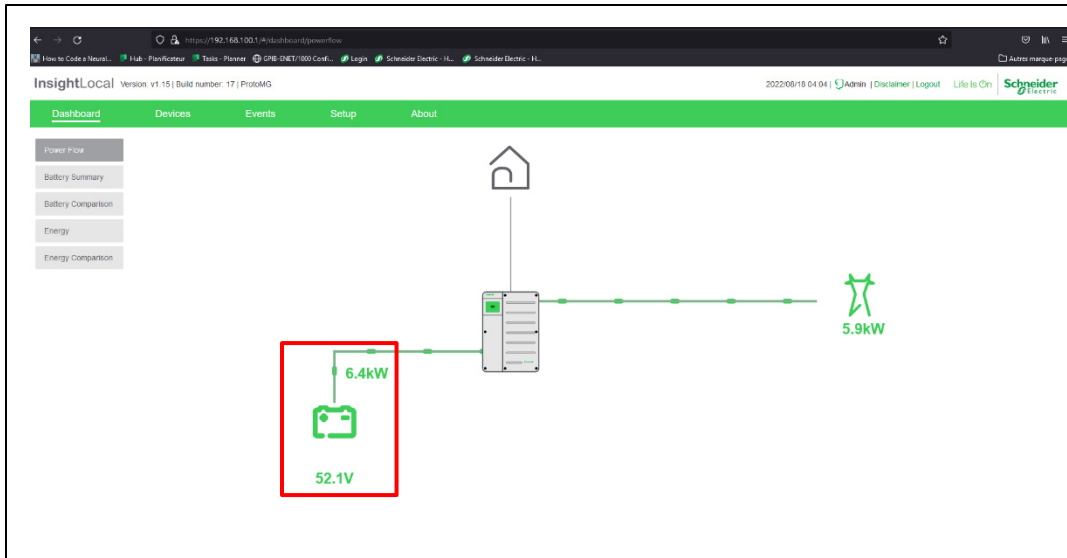 https://192.168.100.1/#/dashboard/powerflow
How to Code a Neural... Hub - Planificateur Tasks - Planner GPIB-ENET/1000 Confi... Login Schneider Electric - H... Schneider Electric - H... Autres marque-page
InsightLocal Version: v1.15 | Build number: 17 | ProtoMG 2022/08/18 04:04 | Admin | Disclaimer | Logout Life Is On Schneider Electric
Dashboard Devices Events Setup About
Power Flow
Battery Summary
Battery Comparison
Energy
Energy Comparison
5.9kW
6.4kW
52.1V